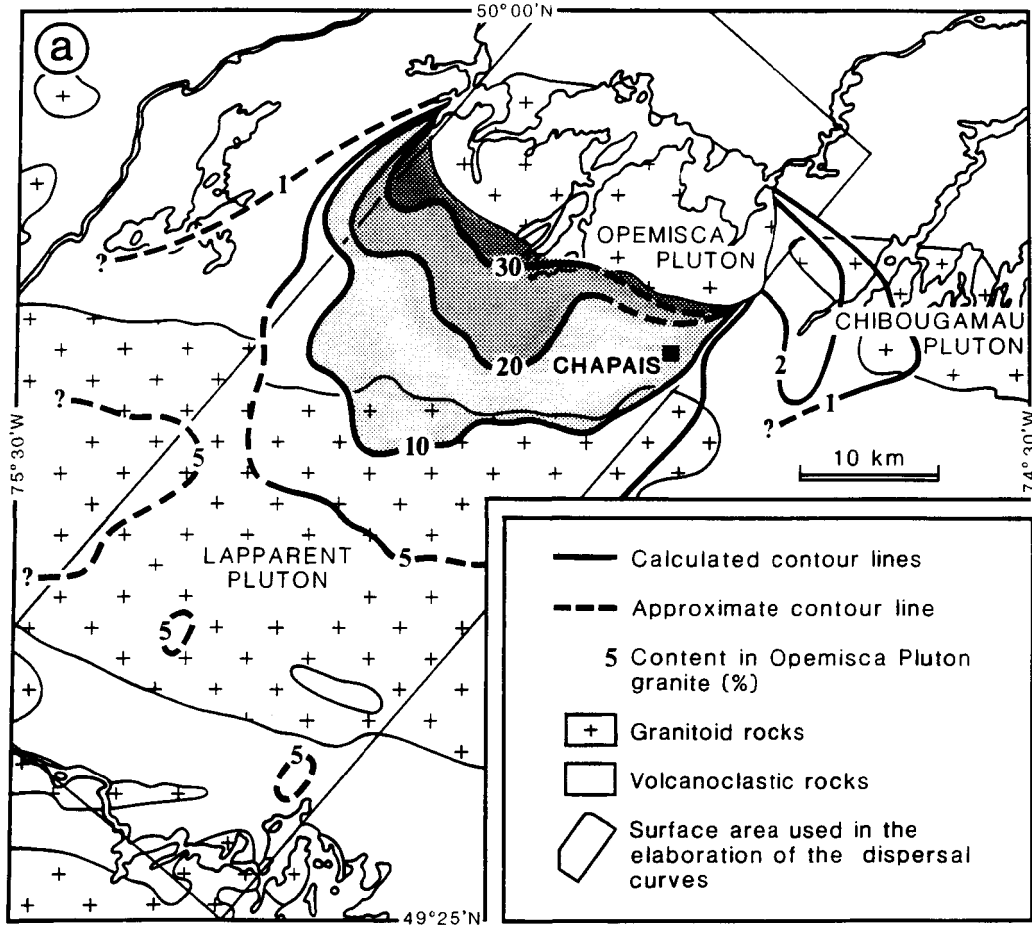 50°00'N
a
1
?
30
OPEMISCA
PLUTON
CHIBOUGAMAU
PLUTON
20
CHAPAIS
2
1
?
?
10
5
10 km
75°30'W
74°30'W
?
LAPPARENT
PLUTON
5
5
5
49°25'N
Calculated contour lines
Approximate contour line
5 Content in Opemisca Pluton
granite (%)
+ Granitoid rocks
Volcanoclastic rocks
Surface area used in the
elaboration of the dispersal
curves